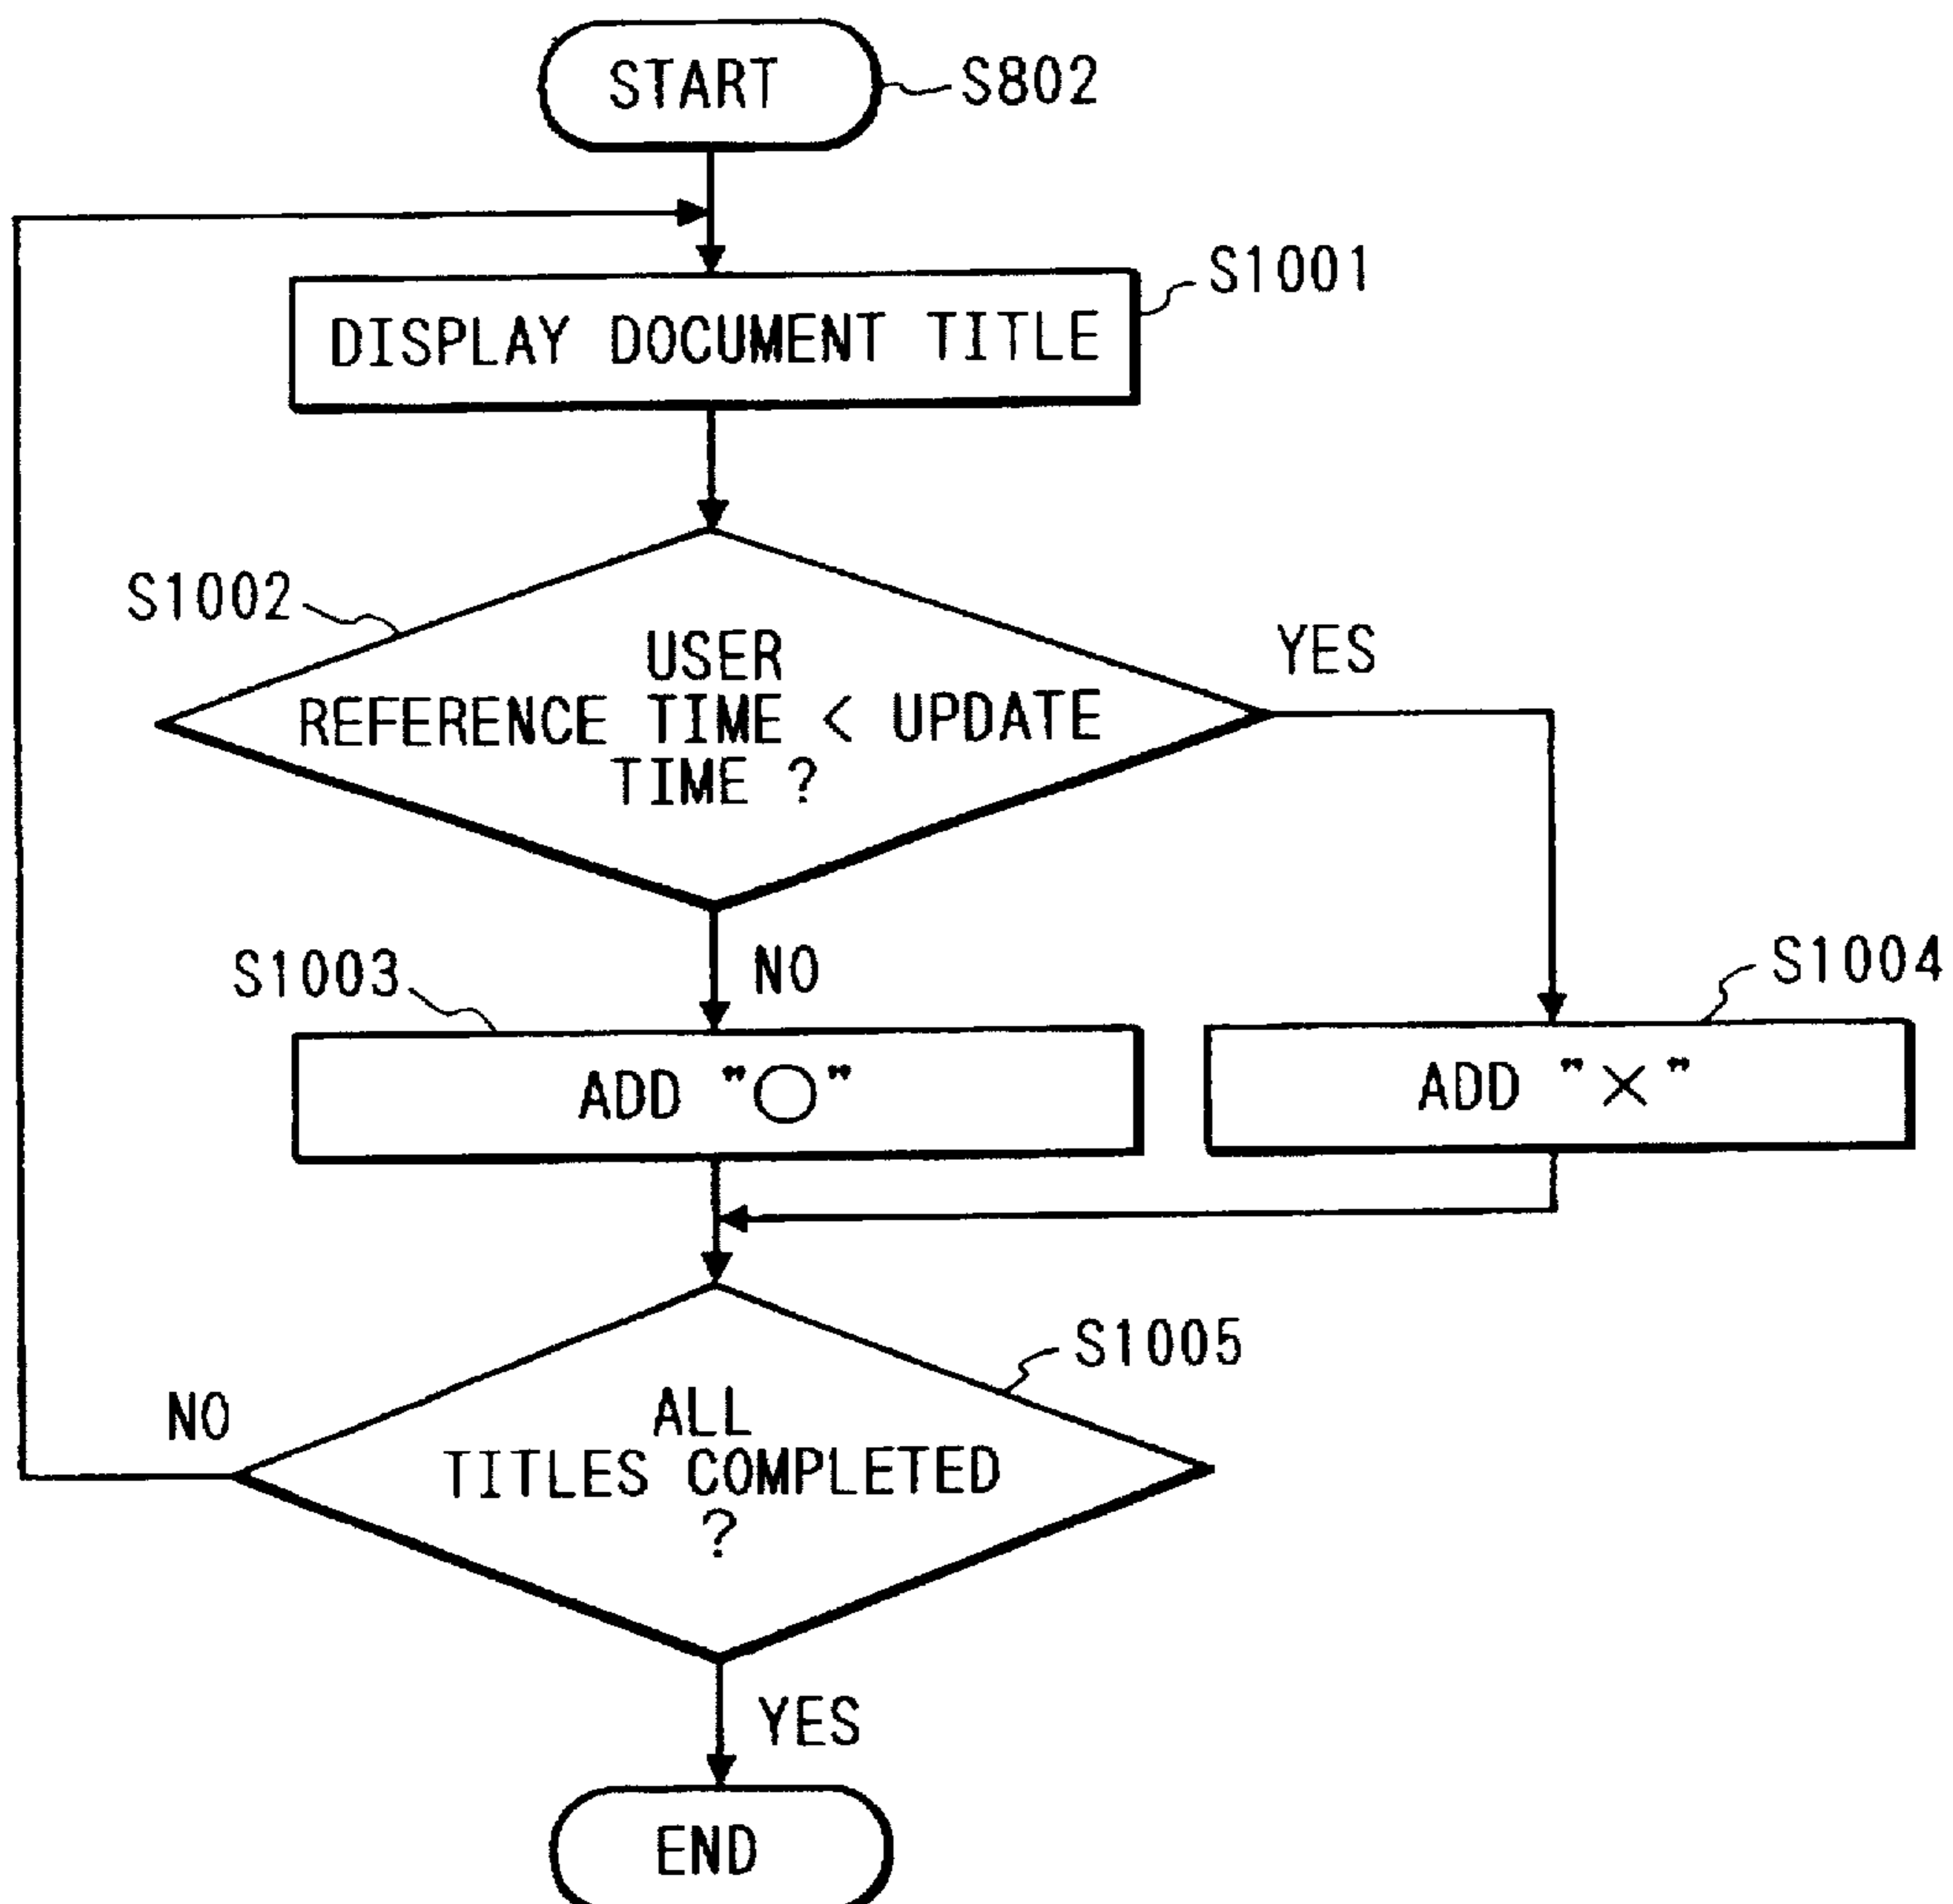 START
S802
S1001
DISPLAY DOCUMENT TITLE
S1002
USER
REFERENCE TIME < UPDATE
TIME ?
YES
NO
S1003
ADD "○"
S1004
ADD "×"
S1005
ALL
TITLES COMPLETED
?
NO
YES
END